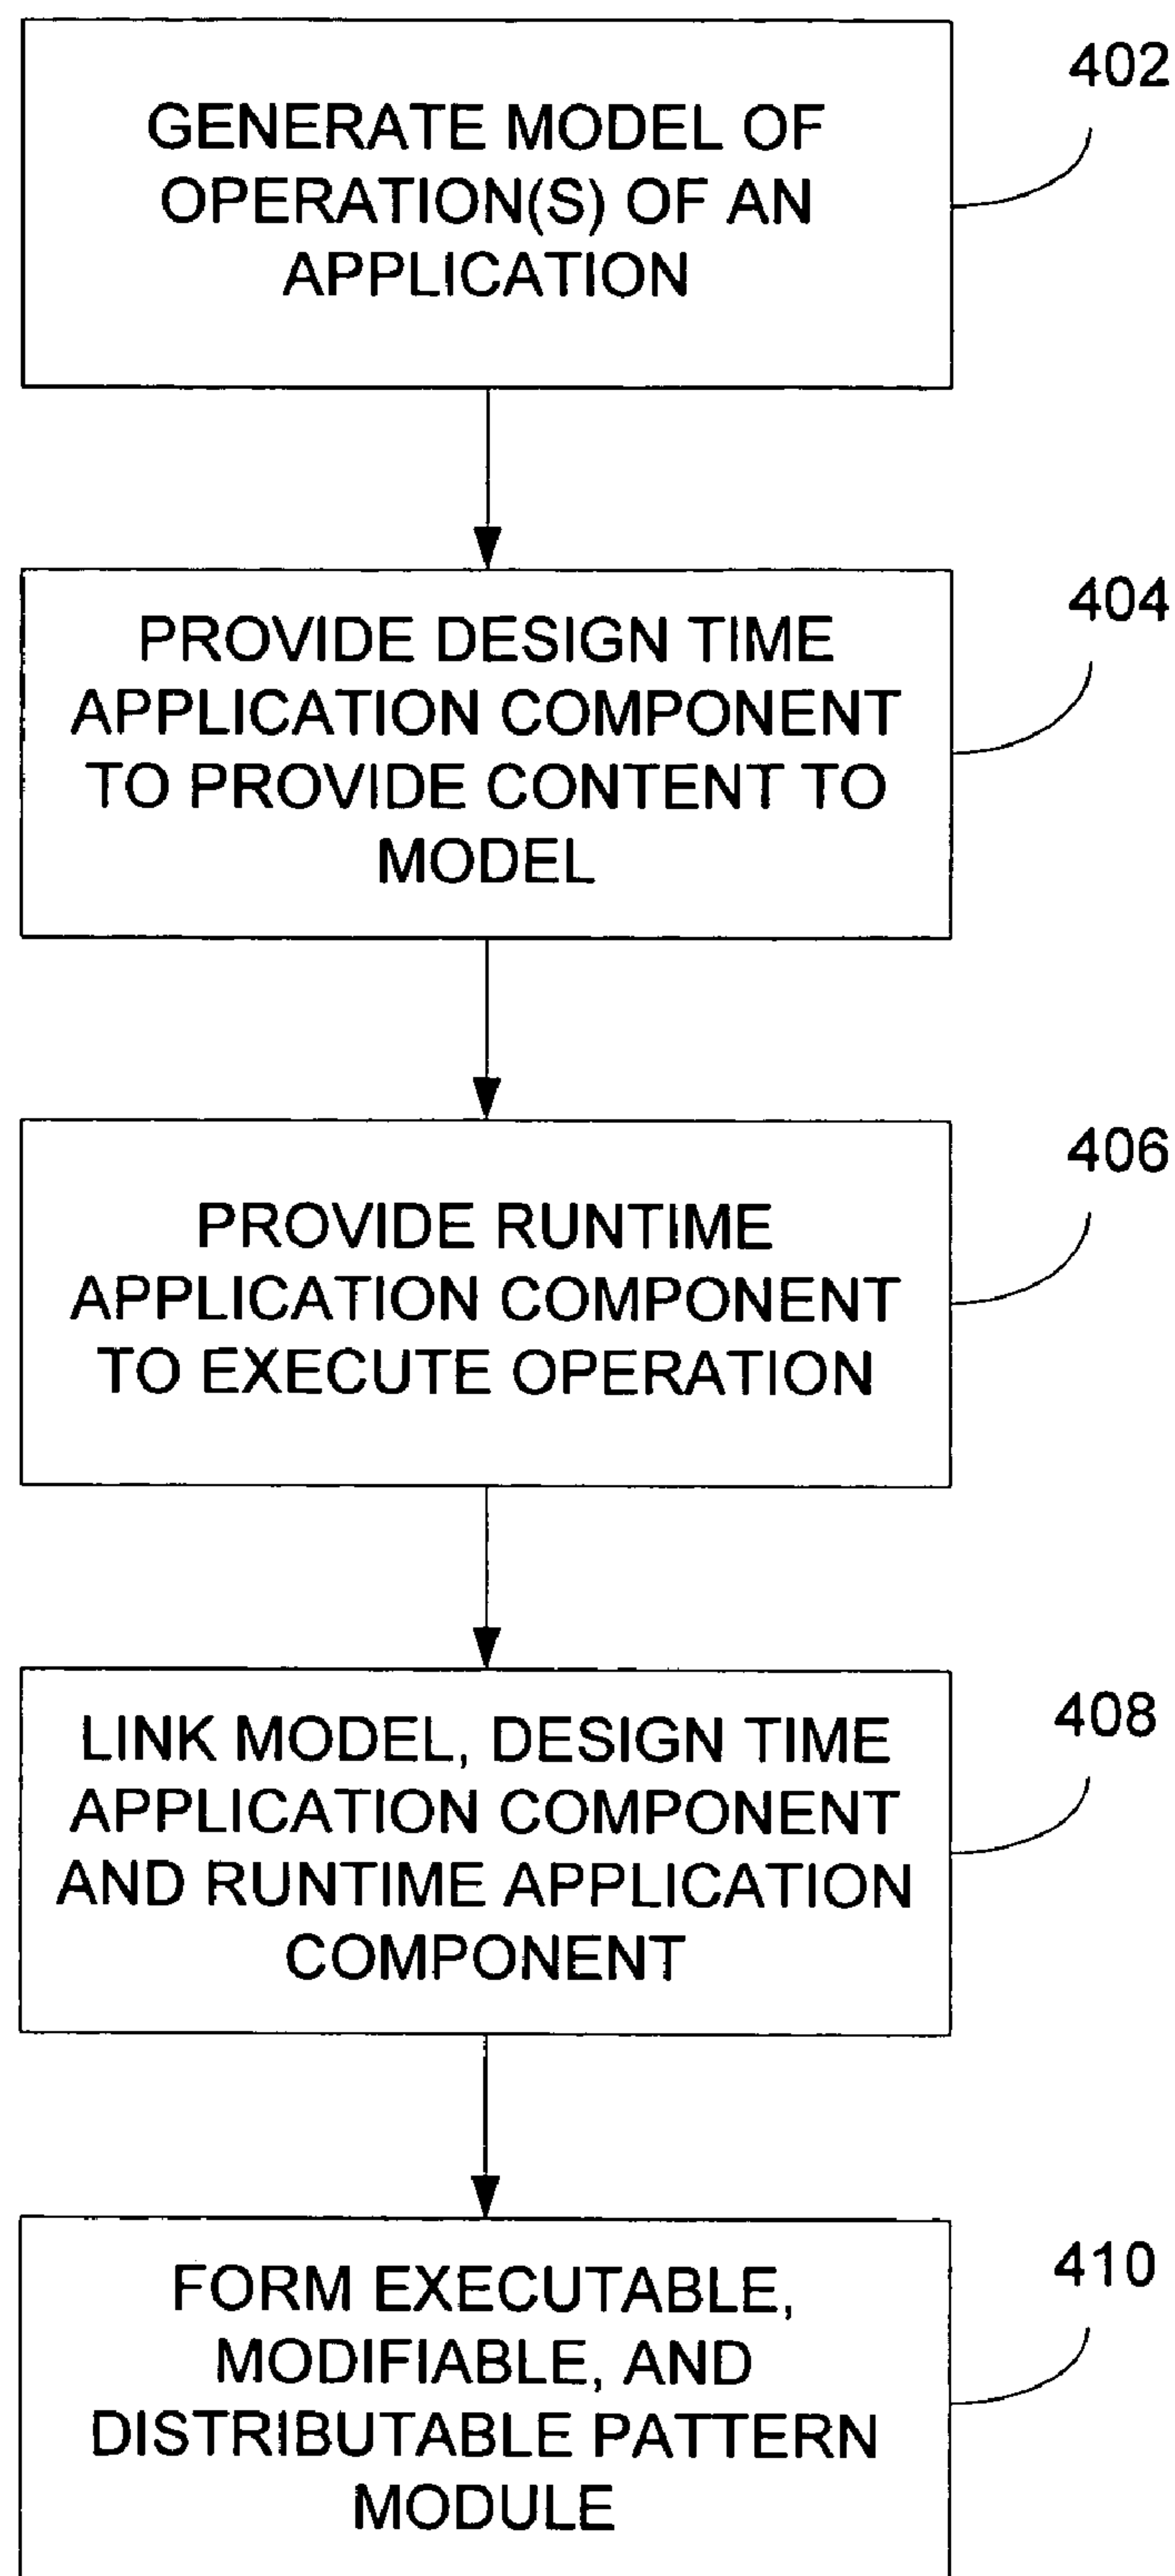 402
GENERATE MODEL OF
OPERATION(S) OF AN
APPLICATION
404
PROVIDE DESIGN TIME
APPLICATION COMPONENT
TO PROVIDE CONTENT TO
MODEL
406
PROVIDE RUNTIME
APPLICATION COMPONENT
TO EXECUTE OPERATION
408
LINK MODEL, DESIGN TIME
APPLICATION COMPONENT
AND RUNTIME APPLICATION
COMPONENT
410
FORM EXECUTABLE,
MODIFIABLE, AND
DISTRIBUTABLE PATTERN
MODULE